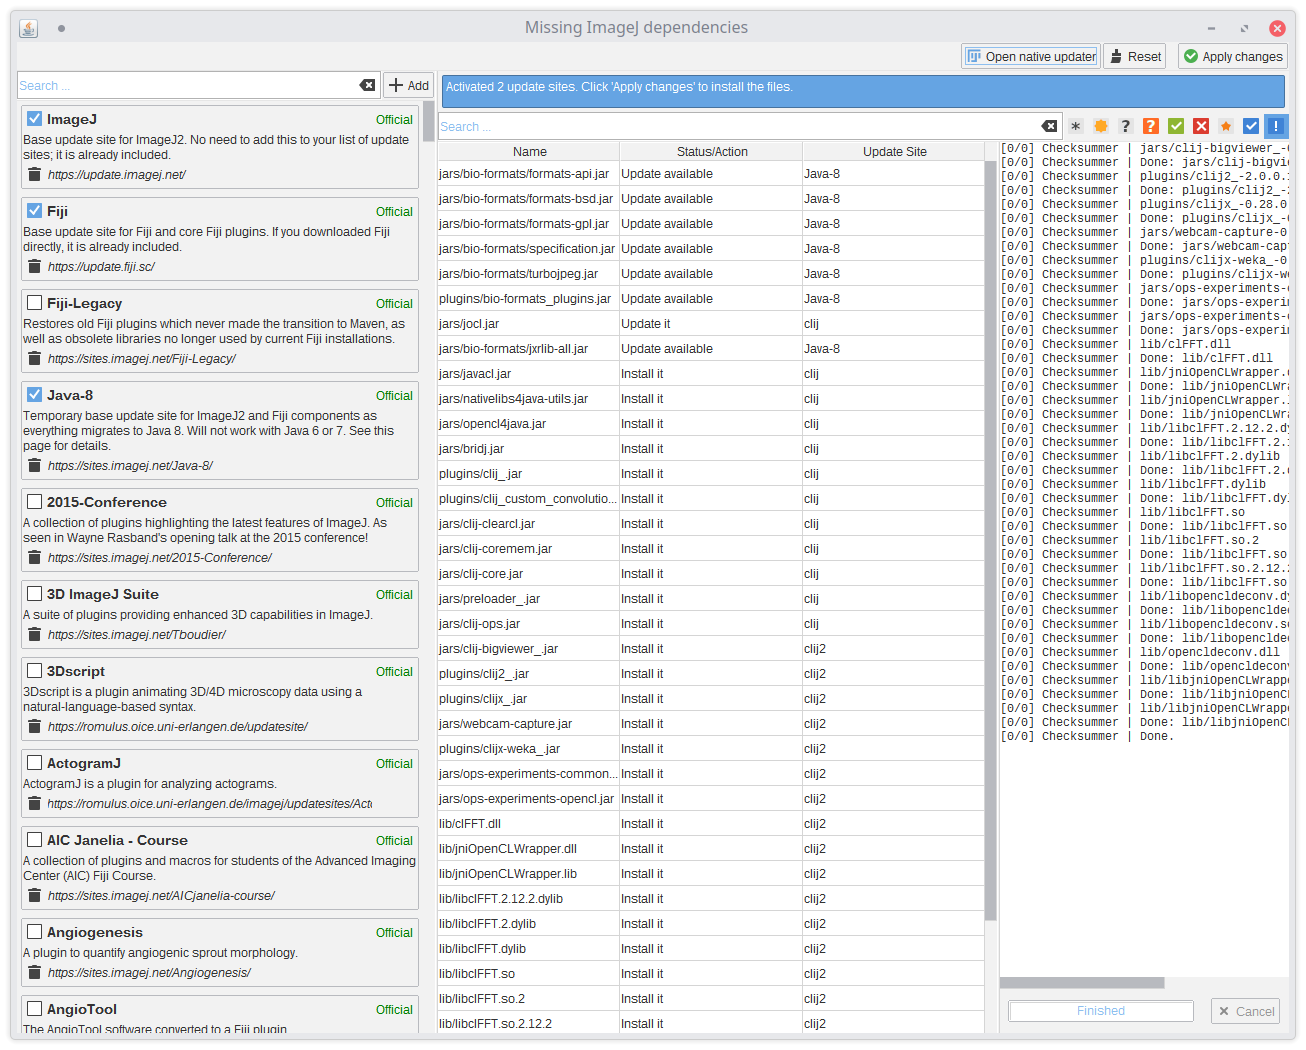 Missing ImageJ dependencies
Open native updater
Reset
Apply changes
Search ...
Add
ImageJ
Official
Base update site for ImageJ2. No need to add this to your list of update
sites; it is already included.
https://update.imagej.net/
Fiji
Official
Base update site for Fiji and core Fiji plugins. If you downloaded Fiji
directly, it is already included.
https://update.fiji.sc/
Fiji-Legacy
Official
Restores old Fiji plugins which never made the transition to Maven, as
well as obsolete libraries no longer used by current Fiji installations.
https://sites.imagej.net/Fiji-Legacy/
Java-8
Official
Temporary base update site for ImageJ2 and Fiji components as
everything migrates to Java 8. Will not work with Java 6 or 7. See this
page for details.
https://sites.imagej.net/Java-8/
2015-Conference
Official
A collection of plugins highlighting the latest features of ImageJ. As
seen in Wayne Rasband's opening talk at the 2015 conference!
https://sites.imagej.net/2015-Conference/
3D ImageJ Suite
Official
A suite of plugins providing enhanced 3D capabilities in ImageJ.
https://sites.imagej.net/Tboudier/
3Dscript
Official
3Dscript is a plugin animating 3D/4D microscopy data using a
natural-language-based syntax.
https://romulus.oice.uni-erlangen.de/updatesite/
ActogramJ
Official
ActogramJ is a plugin for analyzing actograms.
https://romulus.oice.uni-erlangen.de/imagej/updatesites/Acto
AIC Janelia - Course
Official
A collection of plugins and macros for students of the Advanced Imaging
Center (AIC) Fiji Course.
https://sites.imagej.net/AICjanelia-course/
Angiogenesis
Official
A plugin to quantify angiogenic sprout morphology.
https://sites.imagej.net/Angiogenesis/
AngioTool
Official
The AngioTool software converted to a Fiji plugin
Activated 2 update sites. Click 'Apply changes' to install the files.
Search ...
Name Status/Action Update Site
jars/bio-formats/formats-api.jar Update available Java-8
jars/bio-formats/formats-bsd.jar Update available Java-8
jars/bio-formats/formats-gpl.jar Update available Java-8
jars/bio-formats/specification.jar Update available Java-8
jars/bio-formats/turbojpeg.jar Update available Java-8
plugins/bio-formats_plugins.jar Update available Java-8
jars/jocl.jar Update it clij
jars/bio-formats/jxrlib-all.jar Update available Java-8
jars/javacl.jar Install it clij
jars/nativelibs4java-utils.jar Install it clij
jars/opencl4java.jar Install it clij
jars/bridj.jar Install it clij
plugins/clij_.jar Install it clij
plugins/clij_custom_convolutio... Install it clij
jars/clij-clearcl.jar Install it clij
jars/clij-coremem.jar Install it clij
jars/clij-core.jar Install it clij
jars/preloader_.jar Install it clij
jars/clij-ops.jar Install it clij
jars/clij-bigviewer_.jar Install it clij2
plugins/clij2_.jar Install it clij2
plugins/clijx_.jar Install it clij2
jars/webcam-capture.jar Install it clij2
plugins/clijx-weka_.jar Install it clij2
jars/ops-experiments-common... Install it clij2
jars/ops-experiments-opencl.jar Install it clij2
lib/clFFT.dll Install it clij2
lib/jniOpenCLWrapper.dll Install it clij2
lib/jniOpenCLWrapper.lib Install it clij2
lib/libclFFT.2.12.2.dylib Install it clij2
lib/libclFFT.2.dylib Install it clij2
lib/libclFFT.dylib Install it clij2
lib/libclFFT.so Install it clij2
lib/libclFFT.so.2 Install it clij2
lib/libclFFT.so.2.12.2 Install it clij2
[0/0] Checksummer | jars/clij-bigviewer_-
[0/0] Checksummer | Done: jars/clij-bigvi
[0/0] Checksummer | plugins/clij2_-2.0.0.
[0/0] Checksummer | Done: plugins/clij2_-
[0/0] Checksummer | plugins/clijx_-0.28.0
[0/0] Checksummer | Done: plugins/clijx_-
[0/0] Checksummer | jars/webcam-capture-0
[0/0] Checksummer | Done: jars/webcam-cap
[0/0] Checksummer | plugins/clijx-weka_-0
[0/0] Checksummer | Done: plugins/clijx-w
[0/0] Checksummer | jars/ops-experiments-
[0/0] Checksummer | Done: jars/ops-experi
[0/0] Checksummer | jars/ops-experiments-
[0/0] Checksummer | Done: jars/ops-experi
[0/0] Checksummer | lib/clFFT.dll
[0/0] Checksummer | Done: lib/clFFT.dll
[0/0] Checksummer | lib/jniOpenCLWrapper.
[0/0] Checksummer | Done: lib/jniOpenCLWr
[0/0] Checksummer | lib/jniOpenCLWrapper.
[0/0] Checksummer | Done: lib/jniOpenCLWr
[0/0] Checksummer | lib/libclFFT.2.12.2.dy
[0/0] Checksummer | Done: lib/libclFFT.2.
[0/0] Checksummer | lib/libclFFT.2.dylib
[0/0] Checksummer | Done: lib/libclFFT.2.
[0/0] Checksummer | lib/libclFFT.dylib
[0/0] Checksummer | Done: lib/libclFFT.dy
[0/0] Checksummer | lib/libclFFT.so
[0/0] Checksummer | Done: lib/libclFFT.so
[0/0] Checksummer | lib/libclFFT.so.2
[0/0] Checksummer | Done: lib/libclFFT.so
[0/0] Checksummer | lib/libclFFT.so.2.12.
[0/0] Checksummer | Done: lib/libclFFT.so
[0/0] Checksummer | lib/libopencldeconv.dy
[0/0] Checksummer | Done: lib/libopenclde
[0/0] Checksummer | lib/libopencldeconv.s
[0/0] Checksummer | Done: lib/libopenclde
[0/0] Checksummer | lib/opencldeconv.dll
[0/0] Checksummer | Done: lib/opencldeconv
[0/0] Checksummer | lib/libjniOpenCLWrapp
[0/0] Checksummer | Done: lib/libjniOpenC
[0/0] Checksummer | lib/libjniOpenCLWrapp
[0/0] Checksummer | Done: lib/libjniOpenC
[0/0] Checksummer | Done.
Finished
Cancel